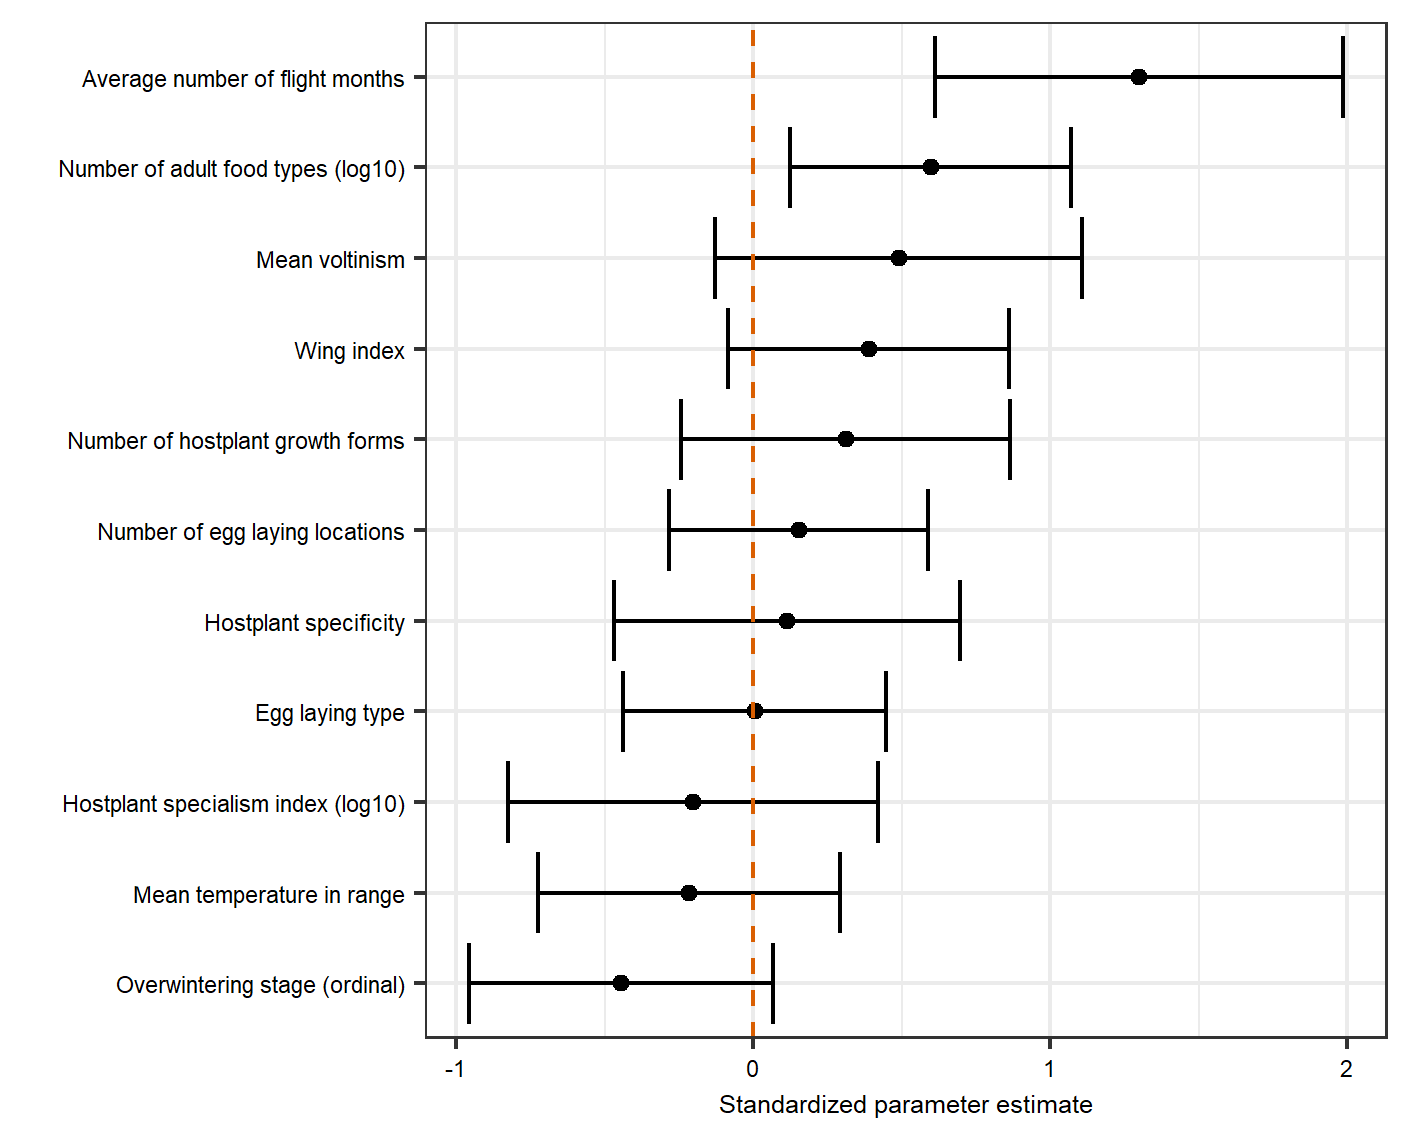 Average number of flight months
Number of adult food types (log10)
Mean voltinism
Wing index
Number of hostplant growth forms
Number of egg laying locations
Hostplant specificity
Egg laying type
Hostplant specialism index (log10)
Mean temperature in range
Overwintering stage (ordinal)
-1 0 1 2
Standardized parameter estimate